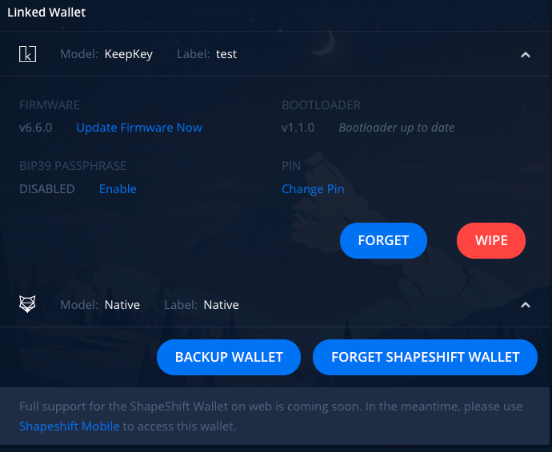 Linked Wallet
k Model: KeepKey Label: test
FIRMWARE BOOTLOADER
v6.6.0 Update Firmware Now v1.1.0 Bootloader up to date
BIP39 PASSPHRASE PIN
DISABLED Enable Change Pin
FORGET WIPE
Model: Native Label: Native
BACKUP WALLET FORGET SHAPESHIFT WALLET
Full support for the ShapeShift Wallet on web is coming soon. In the meantime, please use
Shapeshift Mobile to access this wallet.